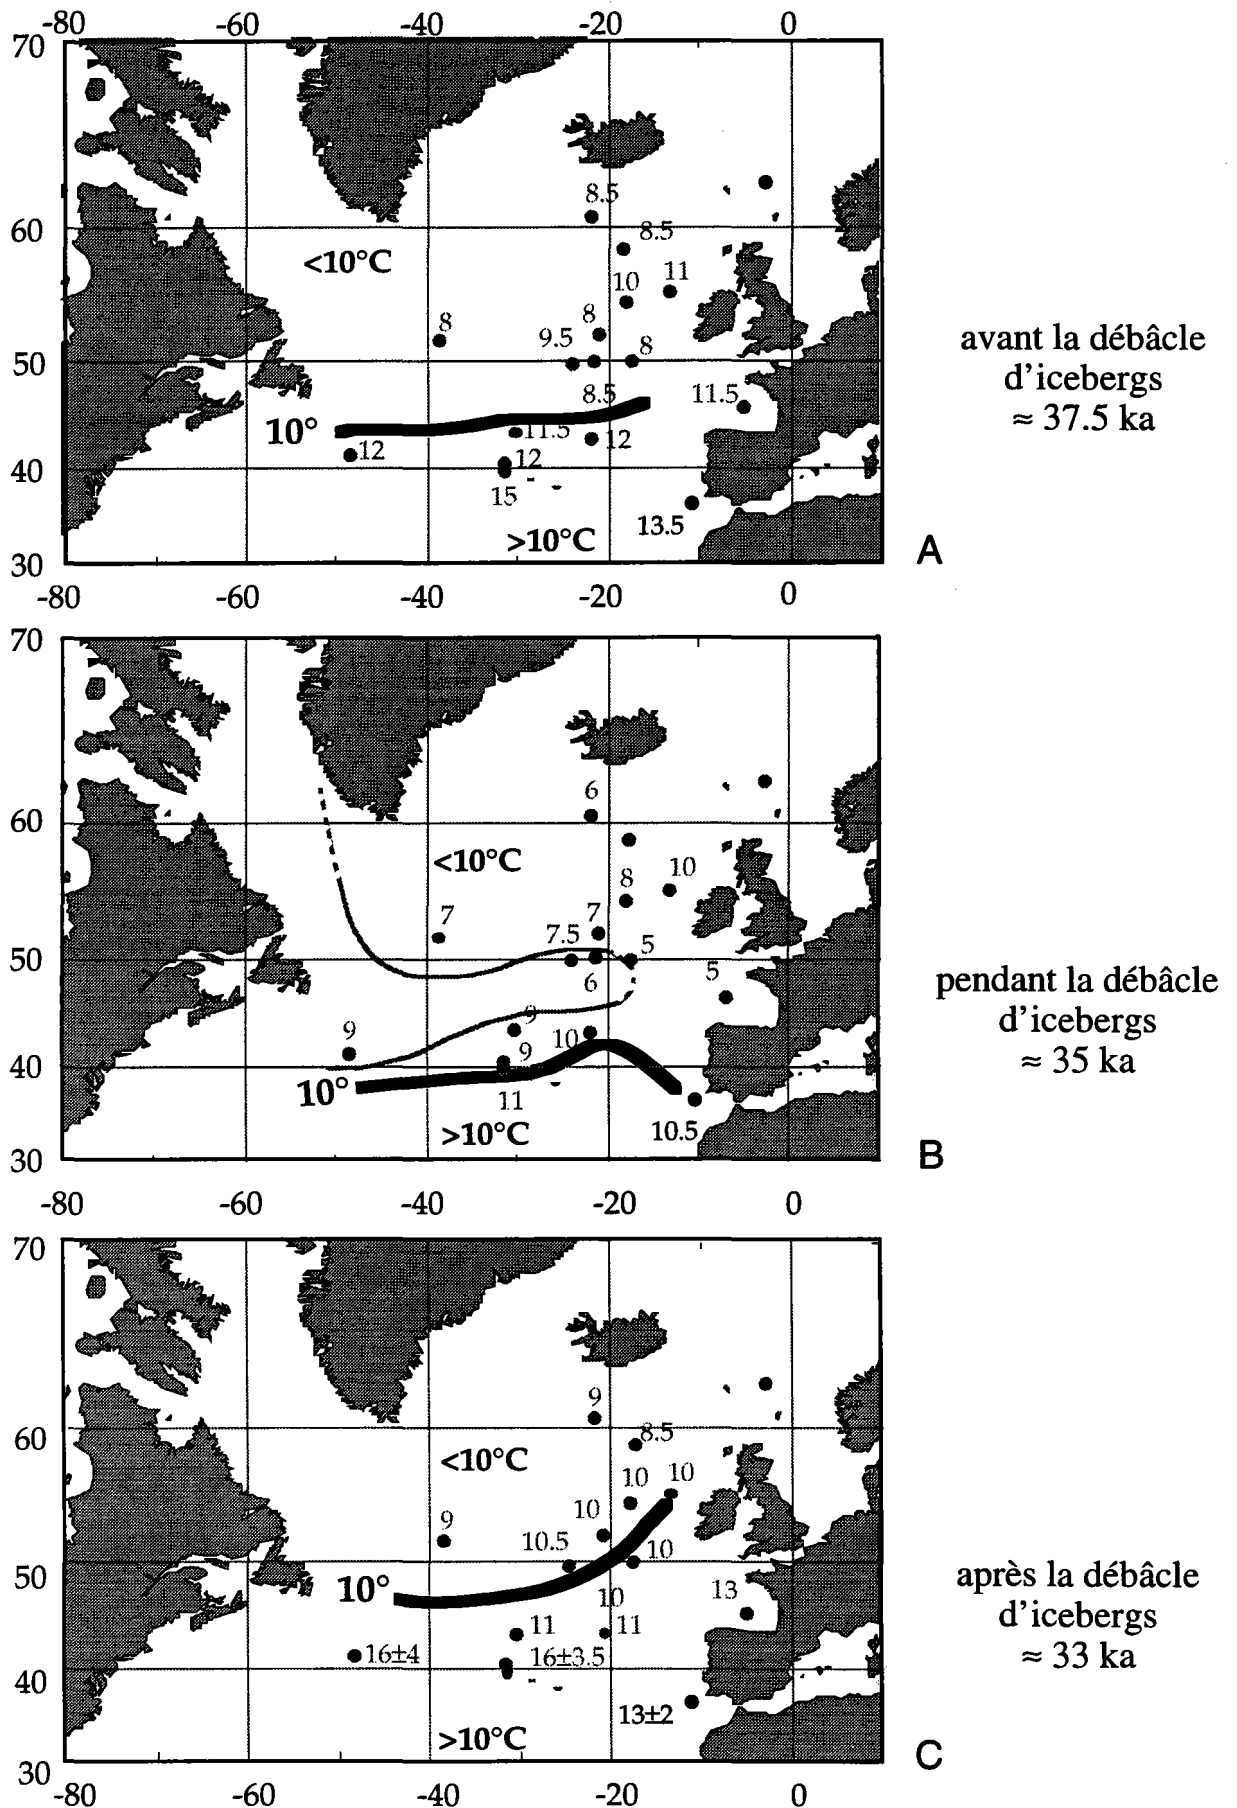 -80 -60 -40 -20 0
70
8.5
60
8.5
<10°C
10 11
8 8
9.5 8
50
8.5 11.5
10°
11.5
12 12
40
12
15
13.5
>10°C
30
A
avant la débâcle
d'icebergs
≈ 37.5 ka
-80 -60 -40 -20 0
70
6
60
<10°C
10
8
7 7
7.5 5
50
6 5
9 9
10
9
40
10°
11
>10°C 10.5
30
B
pendant la débâcle
d'icebergs
≈ 35 ka
-80 -60 -40 -20 0
70
9
60
8.5
<10°C
10 10
9 10
10.5 10
50
10° 10 13
11 11
16±4 16±3.5
40
13±2
>10°C
30
C
après la débâcle
d'icebergs
≈ 33 ka
-80 -60 -40 -20 0